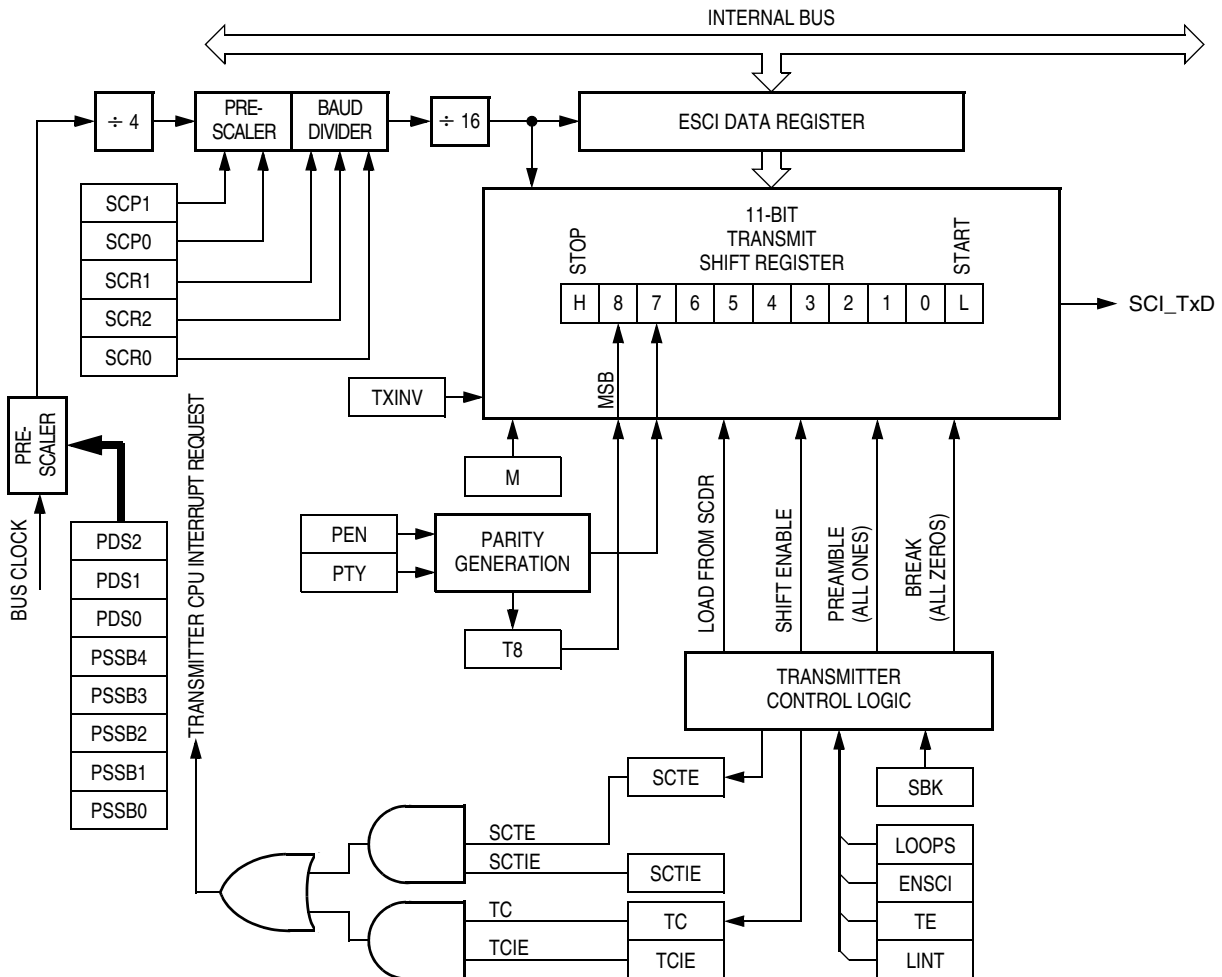 INTERNAL BUS
÷ 4
PRE-
SCALER
BAUD
DIVIDER
÷ 16
ESCI DATA REGISTER
SCP1
SCP0
SCR1
SCR2
SCR0
11-BIT
TRANSMIT
SHIFT REGISTER
STOP
START
H 8 7 6 5 4 3 2 1 0 L
SCI_TxD
TXINV
MSB
M
PRE-
SCALER
BUS CLOCK
PDS2
PDS1
PDS0
PSSB4
PSSB3
PSSB2
PSSB1
PSSB0
TRANSMITTER CPU INTERRUPT REQUEST
PEN
PTY
PARITY
GENERATION
T8
LOAD FROM SCDR
SHIFT ENABLE
PREAMBLE
(ALL ONES)
BREAK
(ALL ZEROS)
TRANSMITTER
CONTROL LOGIC
SCTE
SBK
SCTE
SCTIE
SCTIE
TC
TC
TCIE
TCIE
LOOPS
ENSCI
TE
LINT